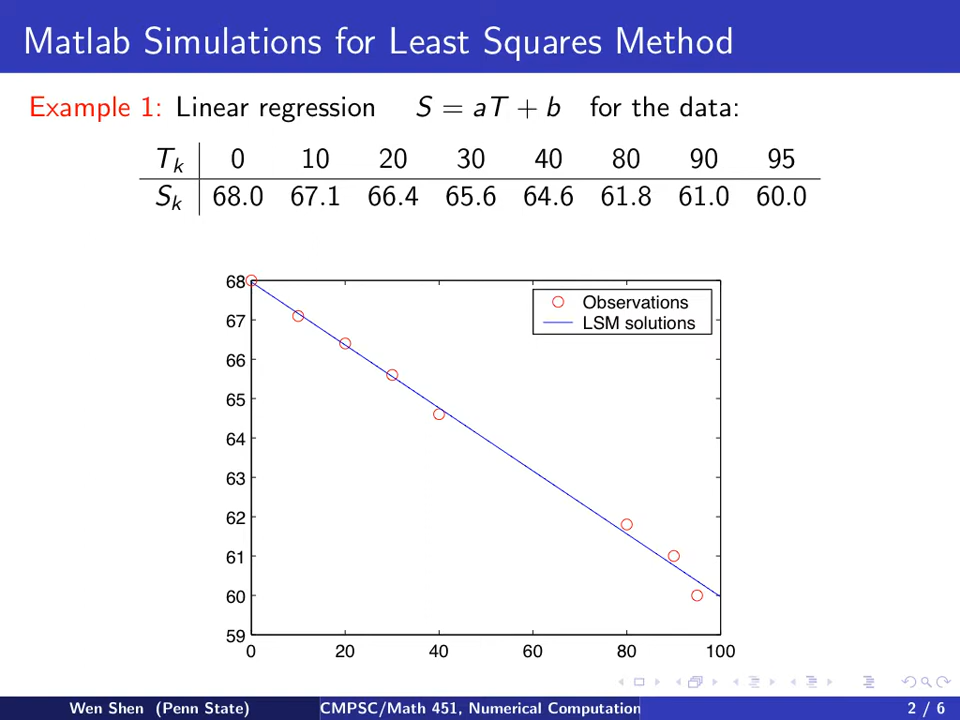 Matlab Simulations for Least Squares Method
Example 1: Linear regression S = aT + b for the data:
T_k 0 10 20 30 40 80 90 95
S_k 68.0 67.1 66.4 65.6 64.6 61.8 61.0 60.0
68
67
66
65
64
63
62
61
60
59
Observations
LSM solutions
0 20 40 60 80 100
Wen Shen (Penn State)
CMPSC/Math 451, Numerical Computation
2 / 6